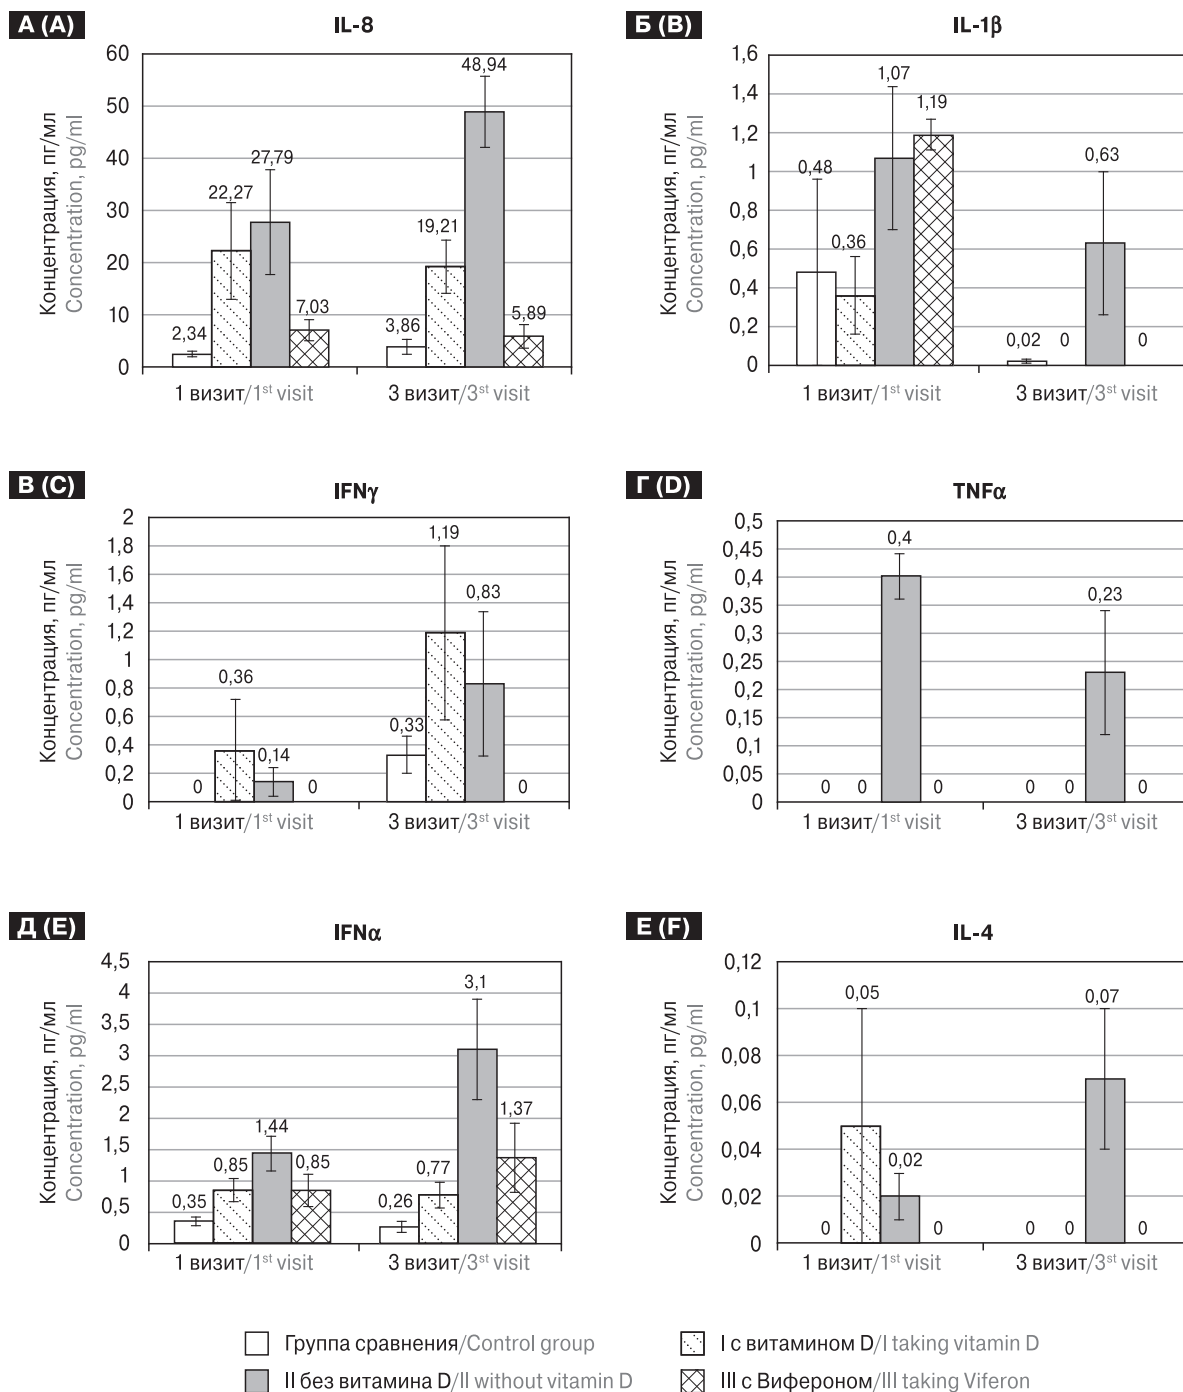 А (A)
IL-8
Концентрация, пг/мл
Concentration, pg/ml
60
50
40
30
20
10
0
2,34
22,27
27,79
7,03
3,86
19,21
48,94
5,89
1 визит/1st visit
3 визит/3st visit
Б (B)
IL-1β
Концентрация, пг/мл
Concentration, pg/ml
1,6
1,4
1,2
1
0,8
0,6
0,4
0,2
0
0,48
0,36
1,07
1,19
0,02
0
0,63
0
1 визит/1st visit
3 визит/3st visit
В (C)
IFNγ
Концентрация, пг/мл
Concentration, pg/ml
2
1,8
1,6
1,4
1,2
1
0,8
0,6
0,4
0,2
0
0
0,36
0,14
0
0,33
1,19
0,83
0
1 визит/1st visit
3 визит/3st visit
Г (D)
TNFα
Концентрация, пг/мл
Concentration, pg/ml
0,5
0,45
0,4
0,35
0,3
0,25
0,2
0,15
0,1
0,05
0
0
0
0,4
0
0
0
0,23
0
1 визит/1st visit
3 визит/3st visit
Д (E)
IFNα
Концентрация, пг/мл
Concentration, pg/ml
4,5
4
3,5
3
2,5
2
1,5
1
0,5
0
0,35
0,85
1,44
0,85
0,26
0,77
3,1
1,37
1 визит/1st visit
3 визит/3st visit
Е (F)
IL-4
Концентрация, пг/мл
Concentration, pg/ml
0,12
0,1
0,08
0,06
0,04
0,02
0
0
0,05
0,02
0
0
0
0,07
0
1 визит/1st visit
3 визит/3st visit
Группа сравнения/Control group
I с витамином D/I taking vitamin D
II без витамина D/II without vitamin D
III с Вифероном/III taking Viferon